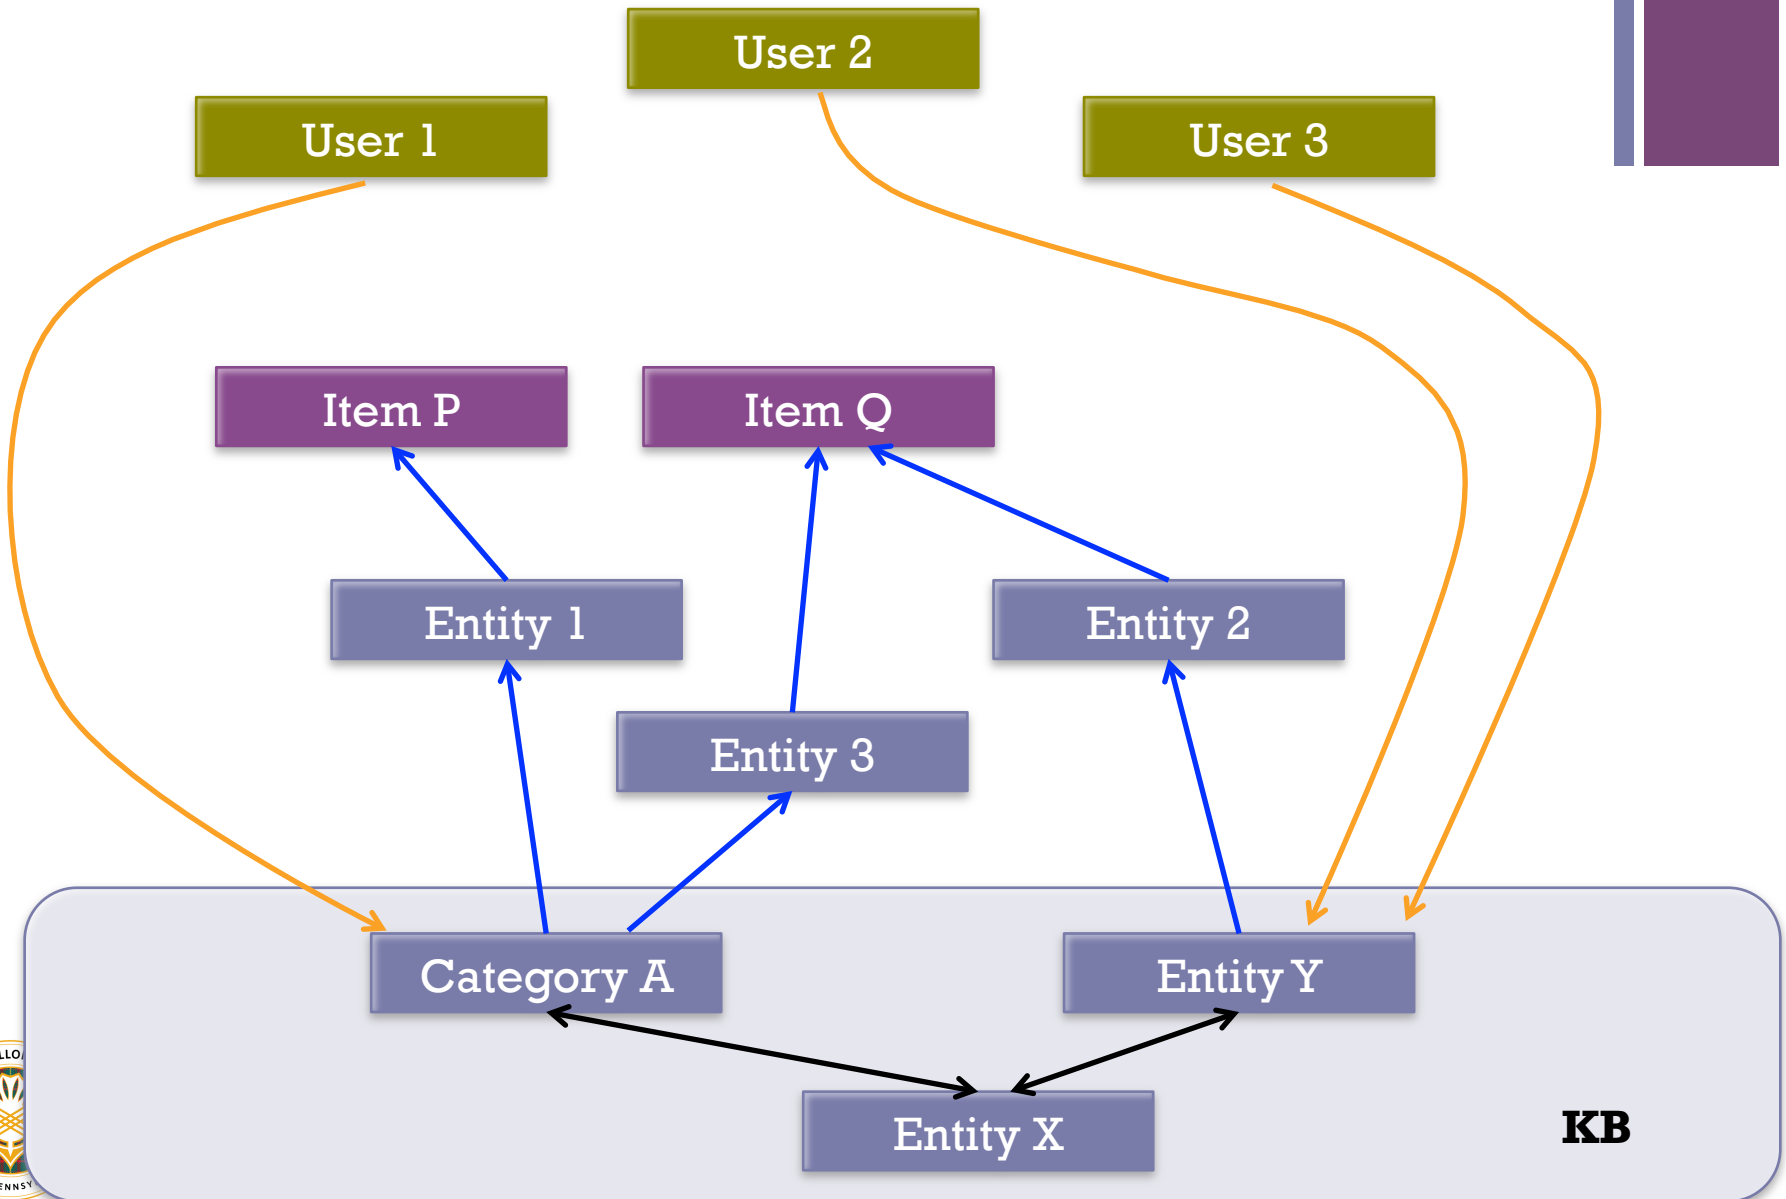 User 2
User 1
User 3
Item P
Item Q
Entity 1
Entity 2
Entity 3
Category A
Entity Y
Entity X
KB